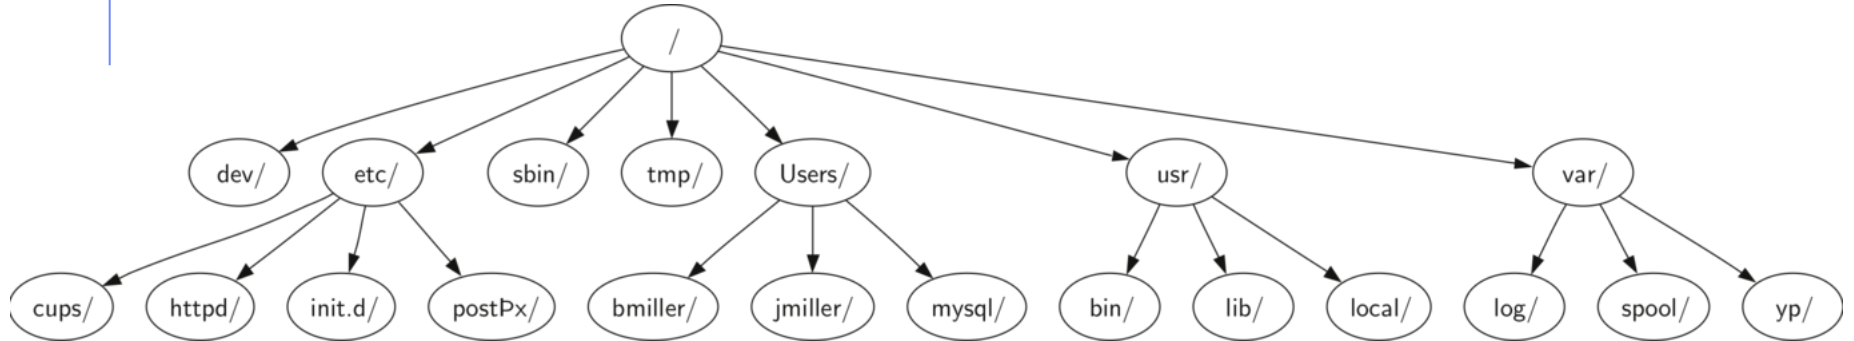 /
dev/ etc/ sbin/ tmp/ Users/ usr/ var/
cups/ httpd/ init.d/ postÞx/ bmiller/ jmiller/ mysql/ bin/ lib/ local/ log/ spool/ yp/